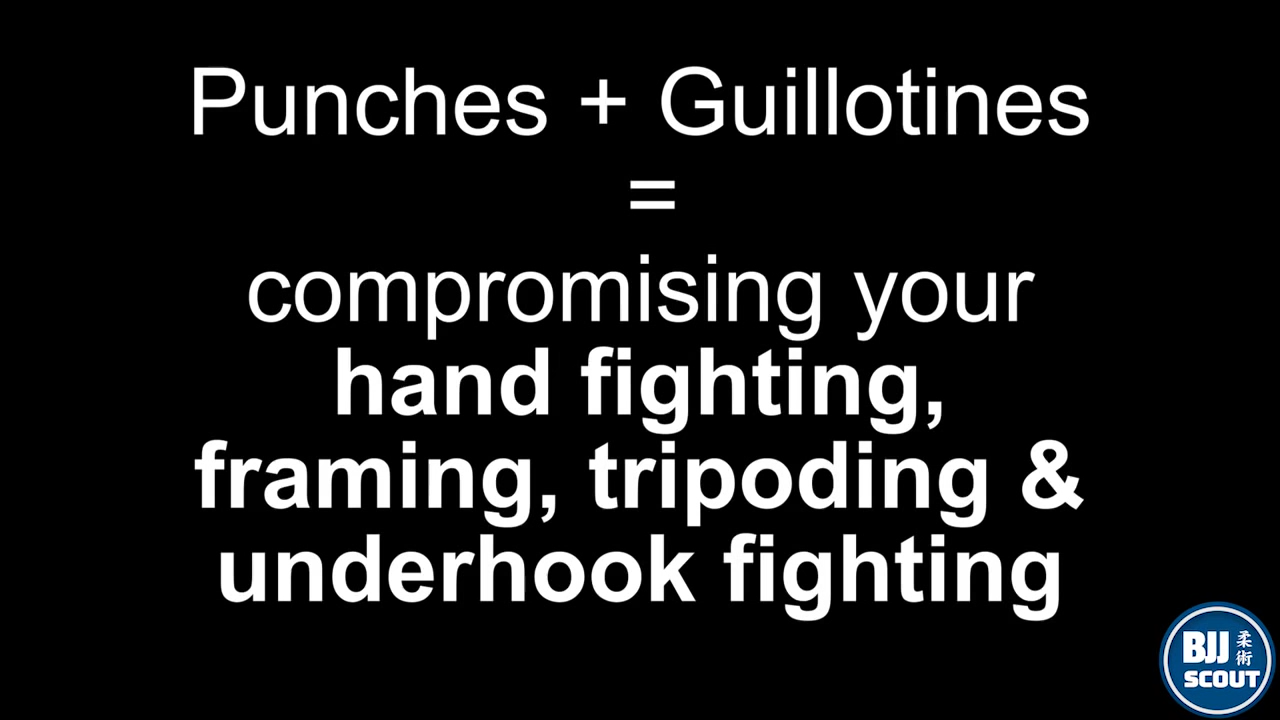 Punches + Guillotines
=
compromising your
hand fighting,
framing, tripoding &
underhook fighting
BJJ 柔術
SCOUT